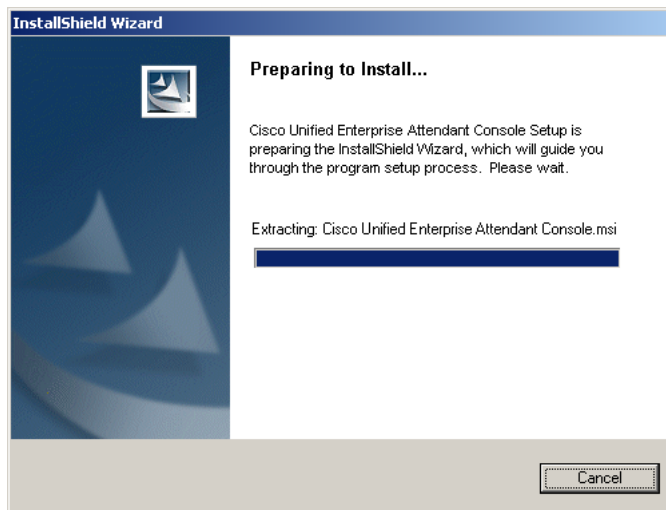 InstallShield Wizard
Preparing to Install...
Cisco Unified Enterprise Attendant Console Setup is
preparing the InstallShield Wizard, which will guide you
through the program setup process. Please wait.
Extracting: Cisco Unified Enterprise Attendant Console.msi
Cancel